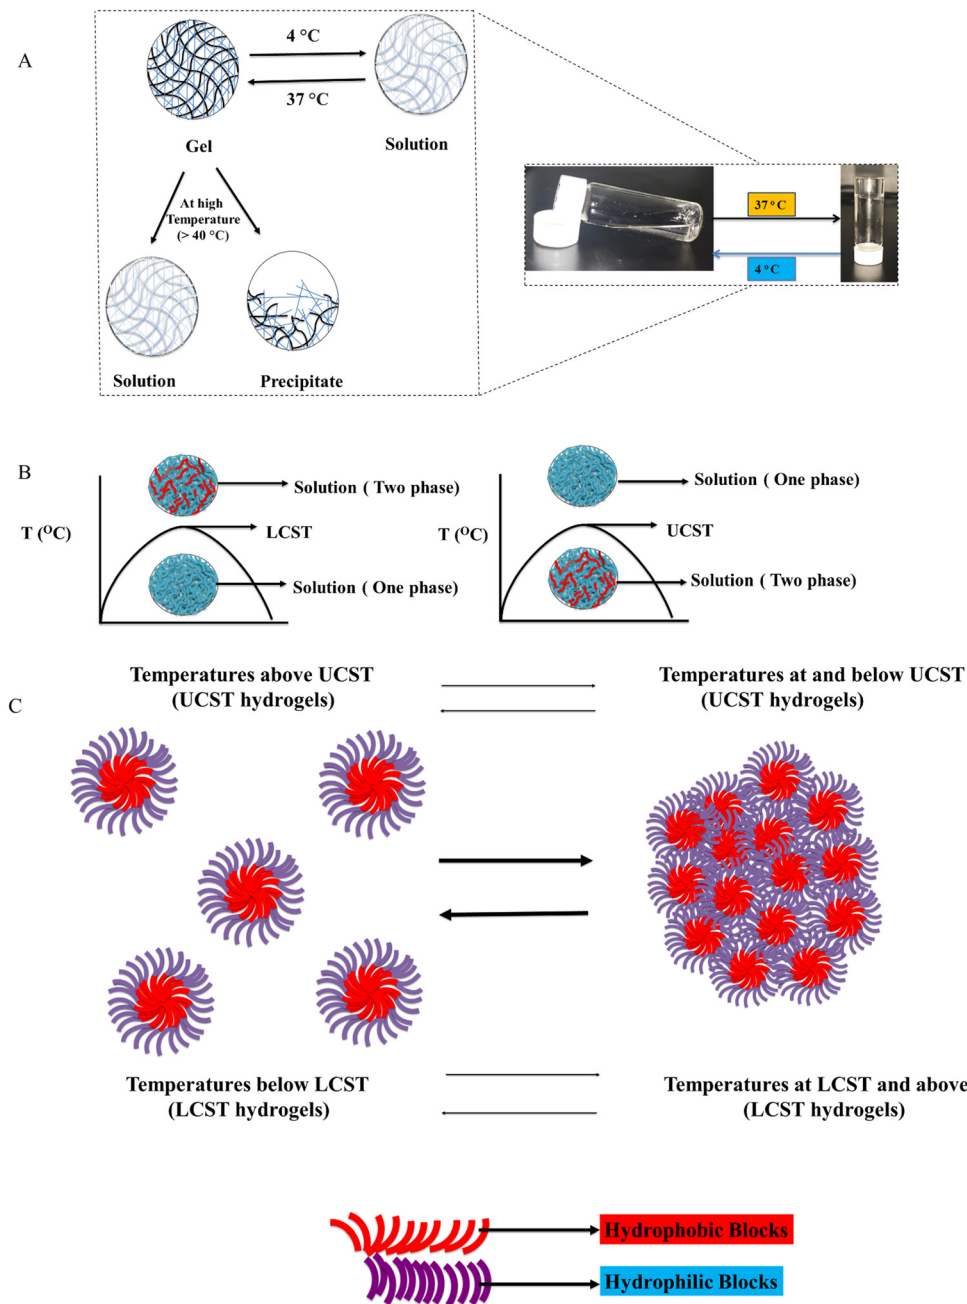 A
4 °C
37 °C
Gel
Solution
At high
Temperature
(> 40 °C)
Solution
Precipitate
37 º C
4 º C
B
T (OC)
Solution ( Two phase)
LCST
Solution ( One phase)
T (OC)
Solution ( One phase)
UCST
Solution ( Two phase)
C
Temperatures above UCST
(UCST hydrogels)
Temperatures at and below UCST
(UCST hydrogels)
Temperatures below LCST
(LCST hydrogels)
Temperatures at LCST and above
(LCST hydrogels)
Hydrophobic Blocks
Hydrophilic Blocks